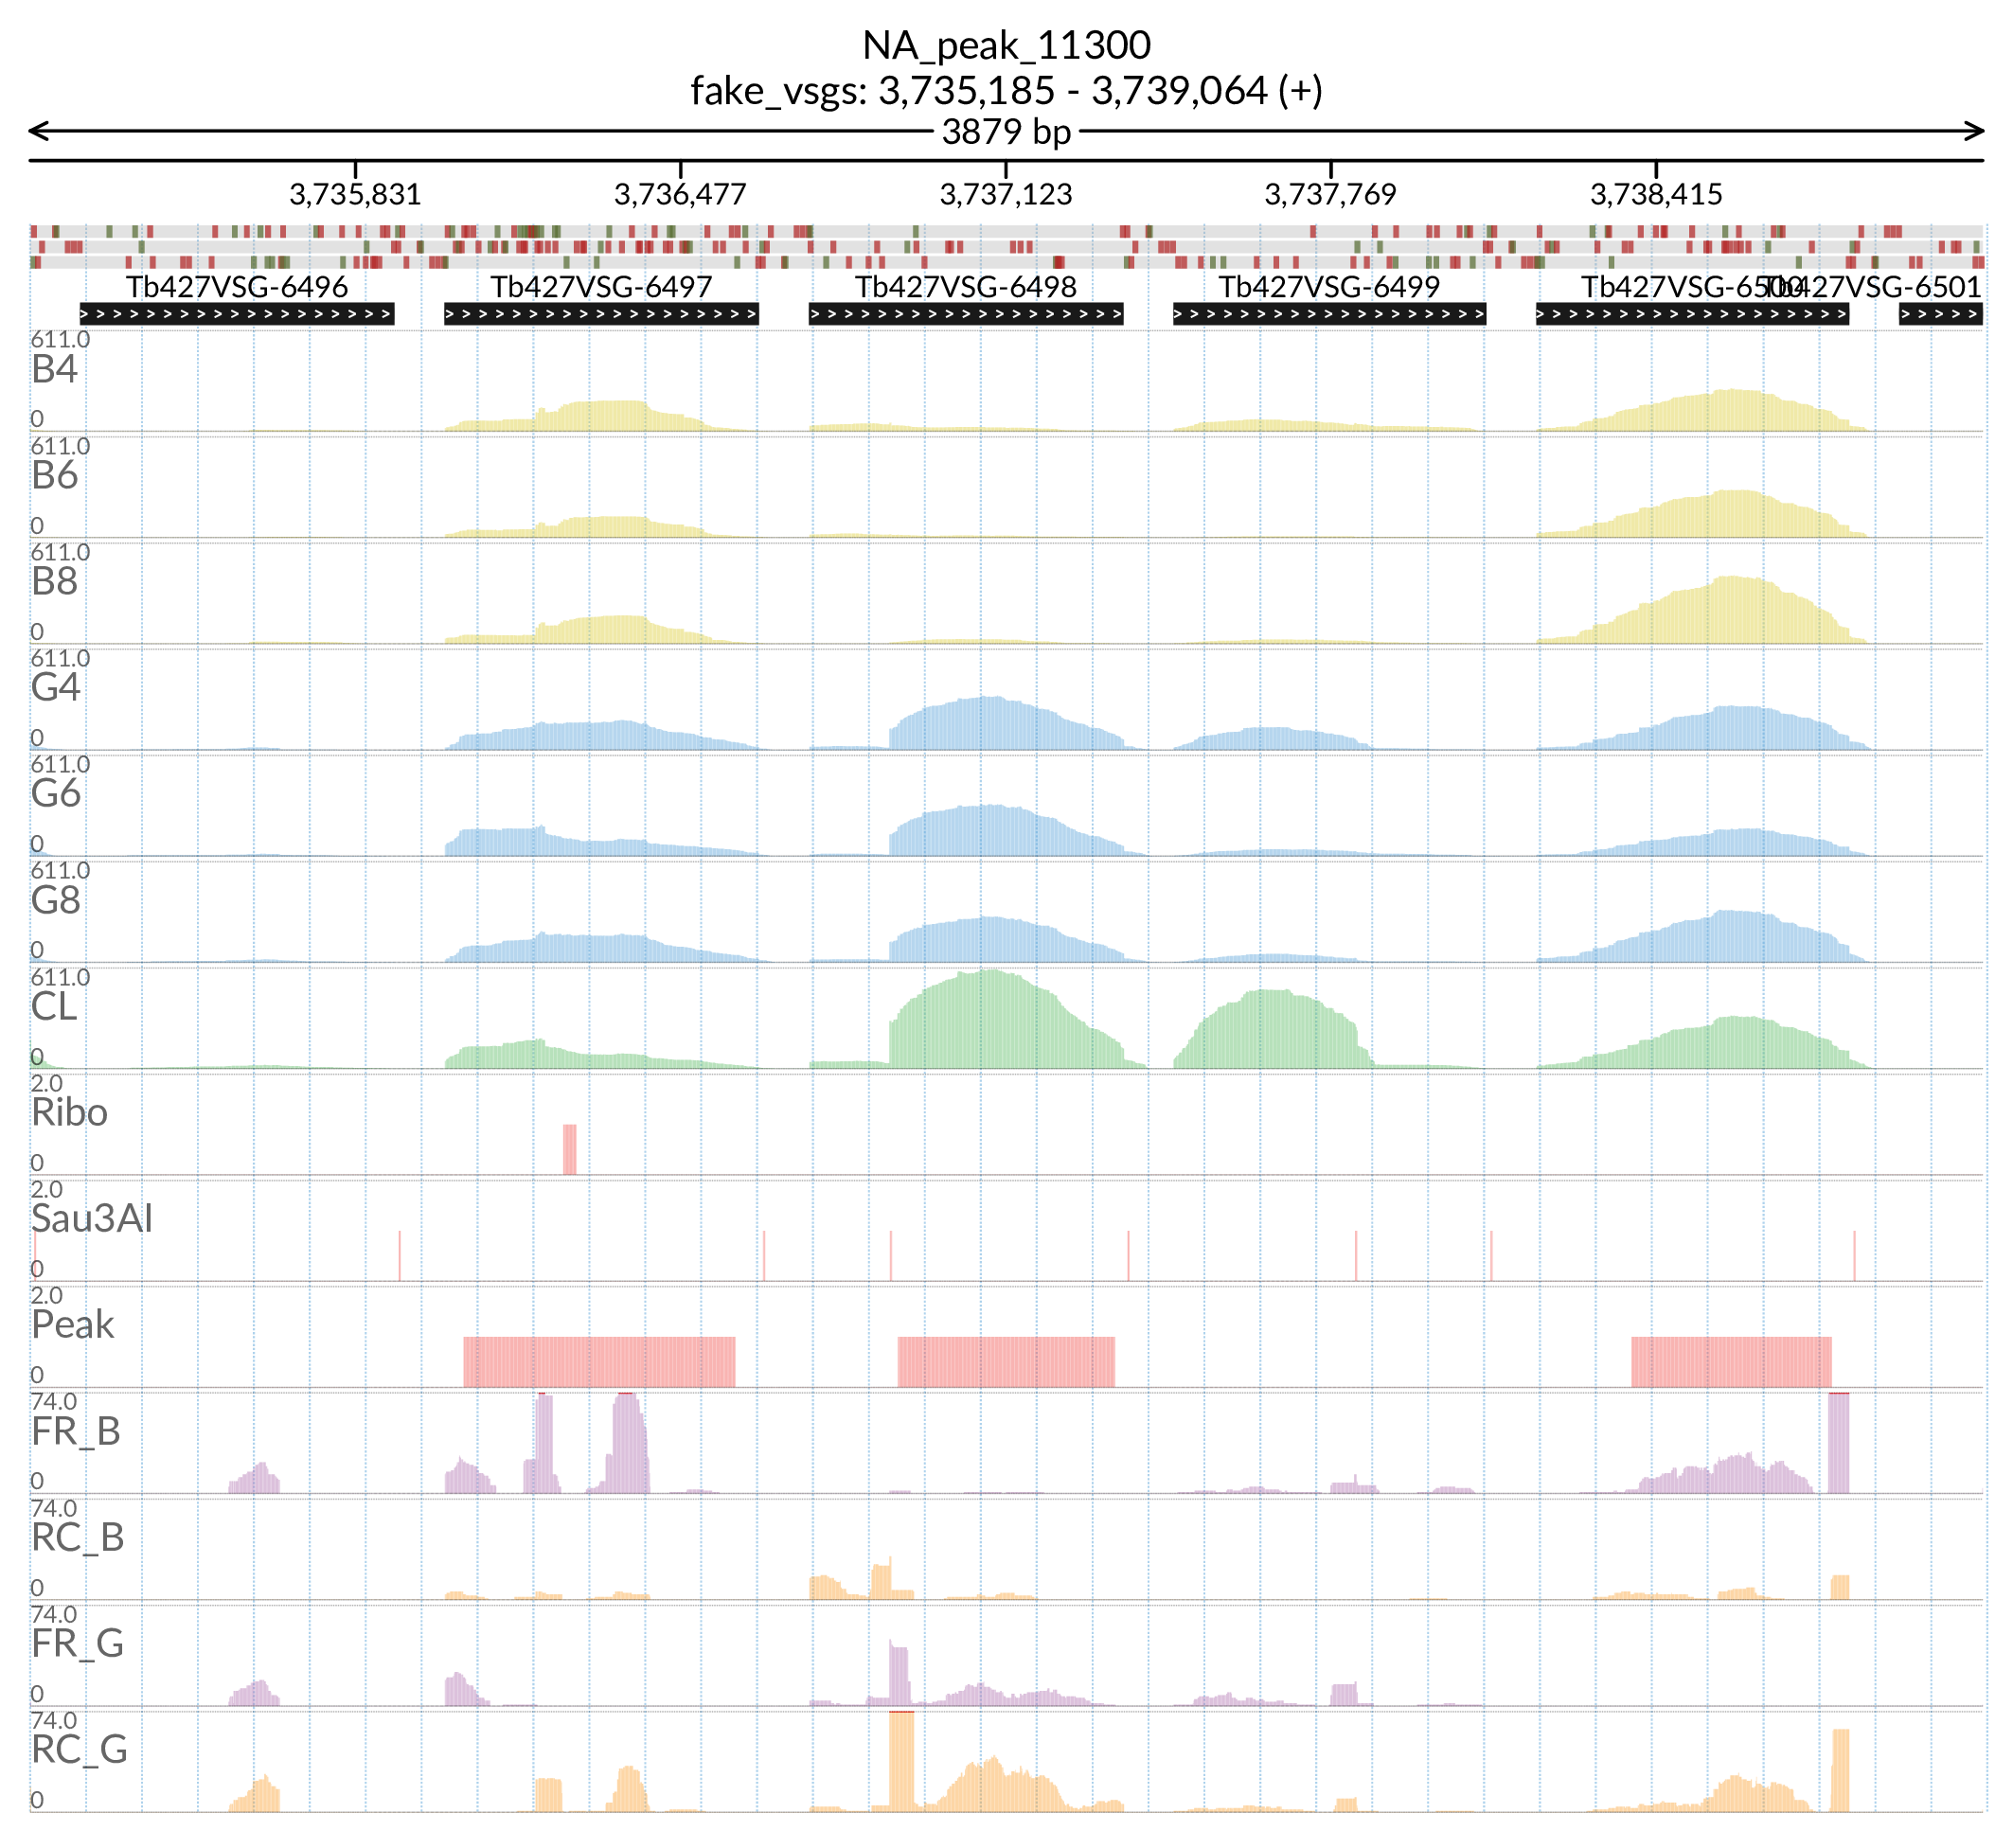 NA_peak_11300
fake_vsgs: 3,735,185 - 3,739,064 (+)
3879 bp
3,735,831 3,736,477 3,737,123 3,737,769 3,738,415
Tb427VSG-6496 Tb427VSG-6497 Tb427VSG-6498 Tb427VSG-6499 Tb427VSG-6500 Tb427VSG-6501
611.0
B4
0
611.0
B6
0
611.0
B8
0
611.0
G4
0
611.0
G6
0
611.0
G8
0
611.0
CL
0
2.0
Ribo
0
2.0
Sau3AI
0
2.0
Peak
0
74.0
FR_B
0
74.0
RC_B
0
74.0
FR_G
0
74.0
RC_G
0